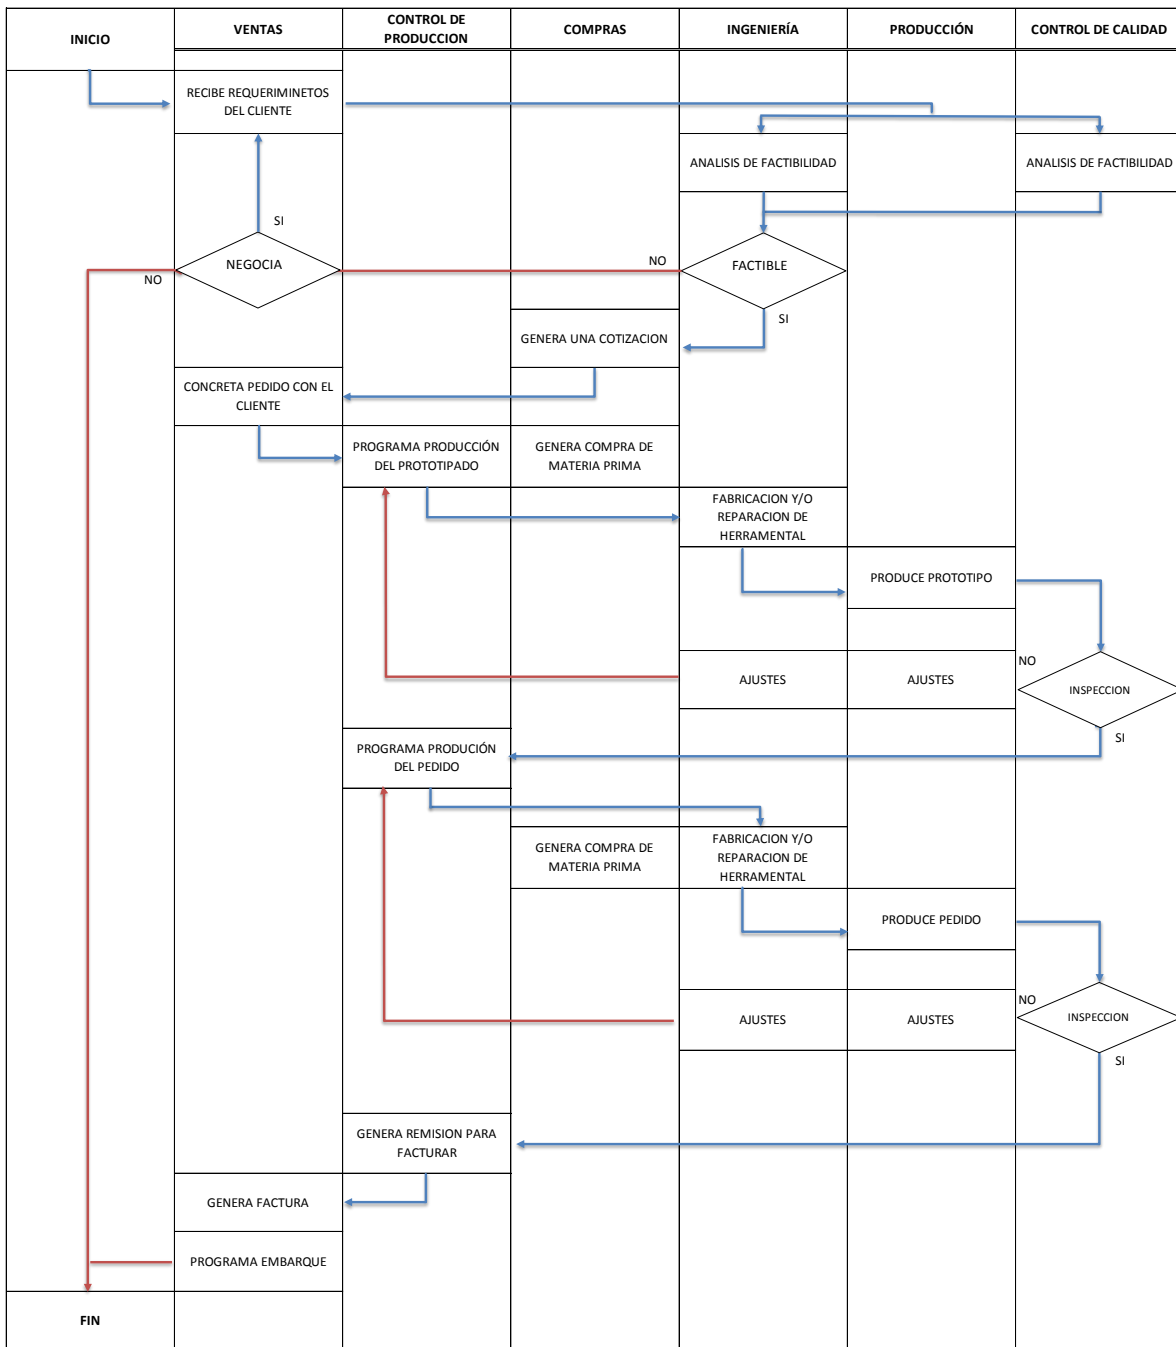 INICIO
VENTAS
CONTROL DE
PRODUCCION
COMPRAS
INGENIERÍA
PRODUCCIÓN
CONTROL DE CALIDAD
RECIBE REQUERIMINETOS
DEL CLIENTE
ANALISIS DE FACTIBILIDAD
ANALISIS DE FACTIBILIDAD
SI
NEGOCIA
NO
NO
FACTIBLE
SI
GENERA UNA COTIZACION
CONCRETA PEDIDO CON EL
CLIENTE
PROGRAMA PRODUCCIÓN
DEL PROTOTIPADO
GENERA COMPRA DE
MATERIA PRIMA
FABRICACION Y/O
REPARACION DE
HERRAMENTAL
PRODUCE PROTOTIPO
AJUSTES
AJUSTES
NO
INSPECCION
SI
PROGRAMA PRODUCIÓN
DEL PEDIDO
GENERA COMPRA DE
MATERIA PRIMA
FABRICACION Y/O
REPARACION DE
HERRAMENTAL
PRODUCE PEDIDO
AJUSTES
AJUSTES
NO
INSPECCION
SI
GENERA REMISION PARA
FACTURAR
GENERA FACTURA
PROGRAMA EMBARQUE
FIN